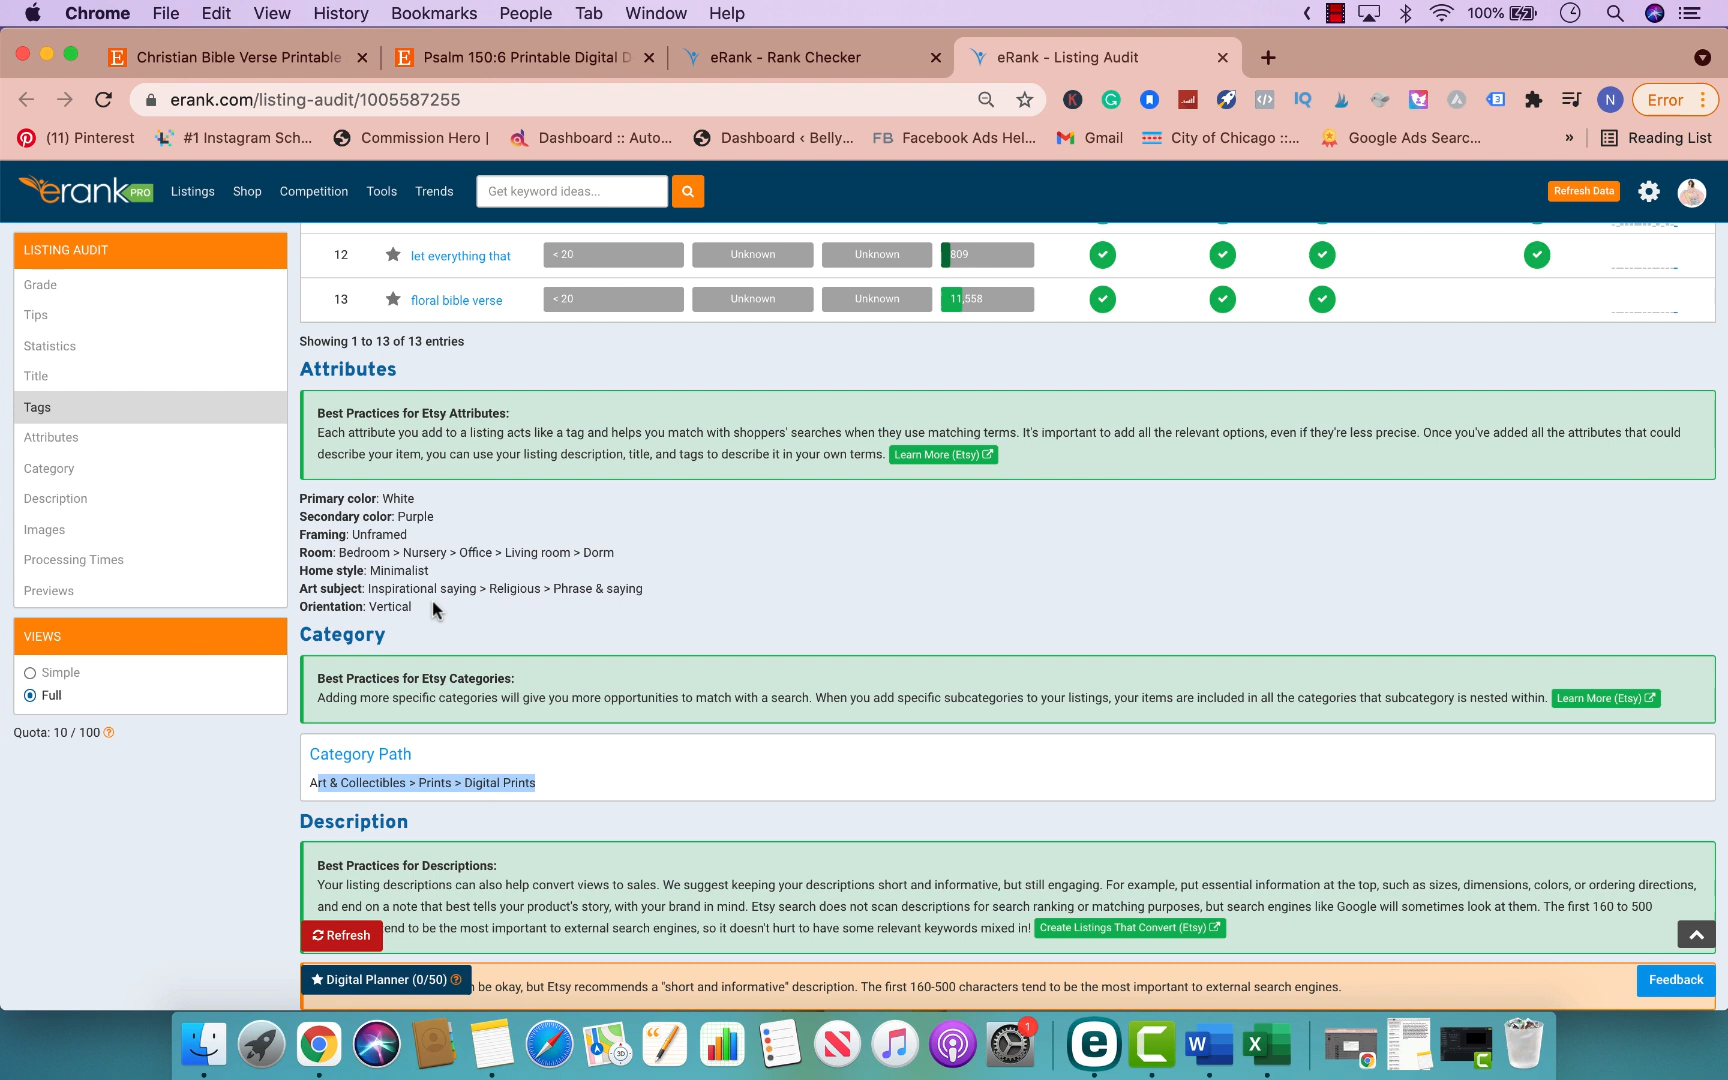 Chrome File Edit View History Bookmarks People Tab Window Help 100%
Christian Bible Verse Printable
Psalm 150:6 Printable Digital D
eRank - Rank Checker
eRank - Listing Audit
erank.com/listing-audit/1005587255
Error
(11) Pinterest #1 Instagram Sch... Commission Hero | Dashboard :: Auto... Dashboard < Belly... FB Facebook Ads Hel... Gmail City of Chicago ::... Google Ads Searc... » Reading List
erank PRO Listings Shop Competition Tools Trends Get keyword ideas... Refresh Data
LISTING AUDIT
Grade
Tips
Statistics
Title
Tags
Attributes
Category
Description
Images
Processing Times
Previews
VIEWS
Simple
Full
Quota: 10 / 100
12 let everything that < 20 Unknown Unknown 809
13 floral bible verse < 20 Unknown Unknown 11,558
Showing 1 to 13 of 13 entries
Attributes
Best Practices for Etsy Attributes:
Each attribute you add to a listing acts like a tag and helps you match with shoppers' searches when they use matching terms. It's important to add all the relevant options, even if they're less precise. Once you've added all the attributes that could
describe your item, you can use your listing description, title, and tags to describe it in your own terms. Learn More (Etsy)
Primary color: White
Secondary color: Purple
Framing: Unframed
Room: Bedroom > Nursery > Office > Living room > Dorm
Home style: Minimalist
Art subject: Inspirational saying > Religious > Phrase & saying
Orientation: Vertical
Category
Best Practices for Etsy Categories:
Adding more specific categories will give you more opportunities to match with a search. When you add specific subcategories to your listings, your items are included in all the categories that subcategory is nested within. Learn More (Etsy)
Category Path
Art & Collectibles > Prints > Digital Prints
Description
Best Practices for Descriptions:
Your listing descriptions can also help convert views to sales. We suggest keeping your descriptions short and informative, but still engaging. For example, put essential information at the top, such as sizes, dimensions, colors, or ordering directions,
and end on a note that best tells your product's story, with your brand in mind. Etsy search does not scan descriptions for search ranking or matching purposes, but search engines like Google will sometimes look at them. The first 160 to 500
Refresh end to be the most important to external search engines, so it doesn't hurt to have some relevant keywords mixed in! Create Listings That Convert (Etsy)
Digital Planner (0/50) be okay, but Etsy recommends a "short and informative" description. The first 160-500 characters tend to be the most important to external search engines.
Feedback